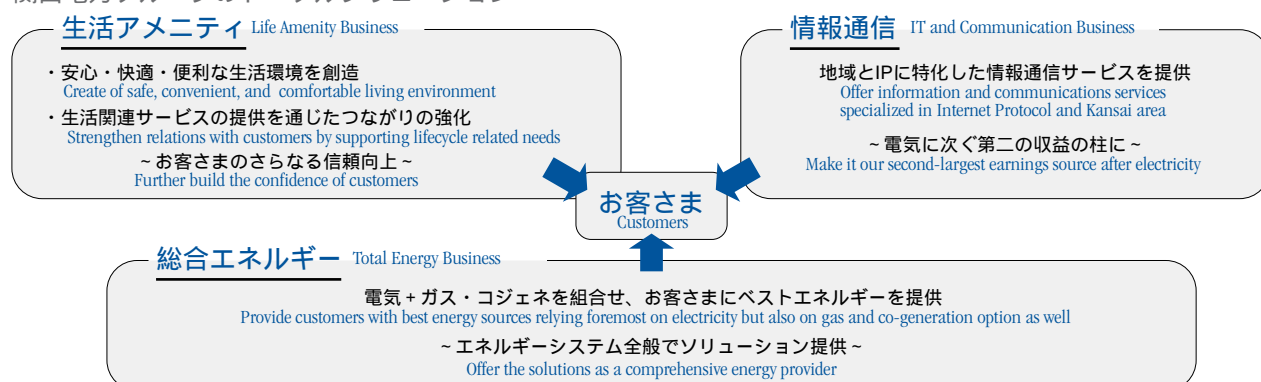 生活アメニティ Life Amenity Business
・安心・快適・便利な生活環境を創造
Create of safe, convenient, and comfortable living environment
・生活関連サービスの提供を通じたつながりの強化
Strengthen relations with customers by supporting lifecycle related needs
~お客さまのさらなる信頼向上~
Further build the confidence of customers
情報通信 IT and Communication Business
地域とIPに特化した情報通信サービスを提供
Offer information and communications services
specialized in Internet Protocol and Kansai area
~電気に次ぐ第二の収益の柱に~
Make it our second-largest earnings source after electricity
お客さま
Customers
総合エネルギー Total Energy Business
電気+ガス・コジェネを組合せ、お客さまにベストエネルギーを提供
Provide customers with best energy sources relying foremost on electricity but also on gas and co-generation option as well
~エネルギーシステム全般でソリューション提供~
Offer the solutions as a comprehensive energy provider